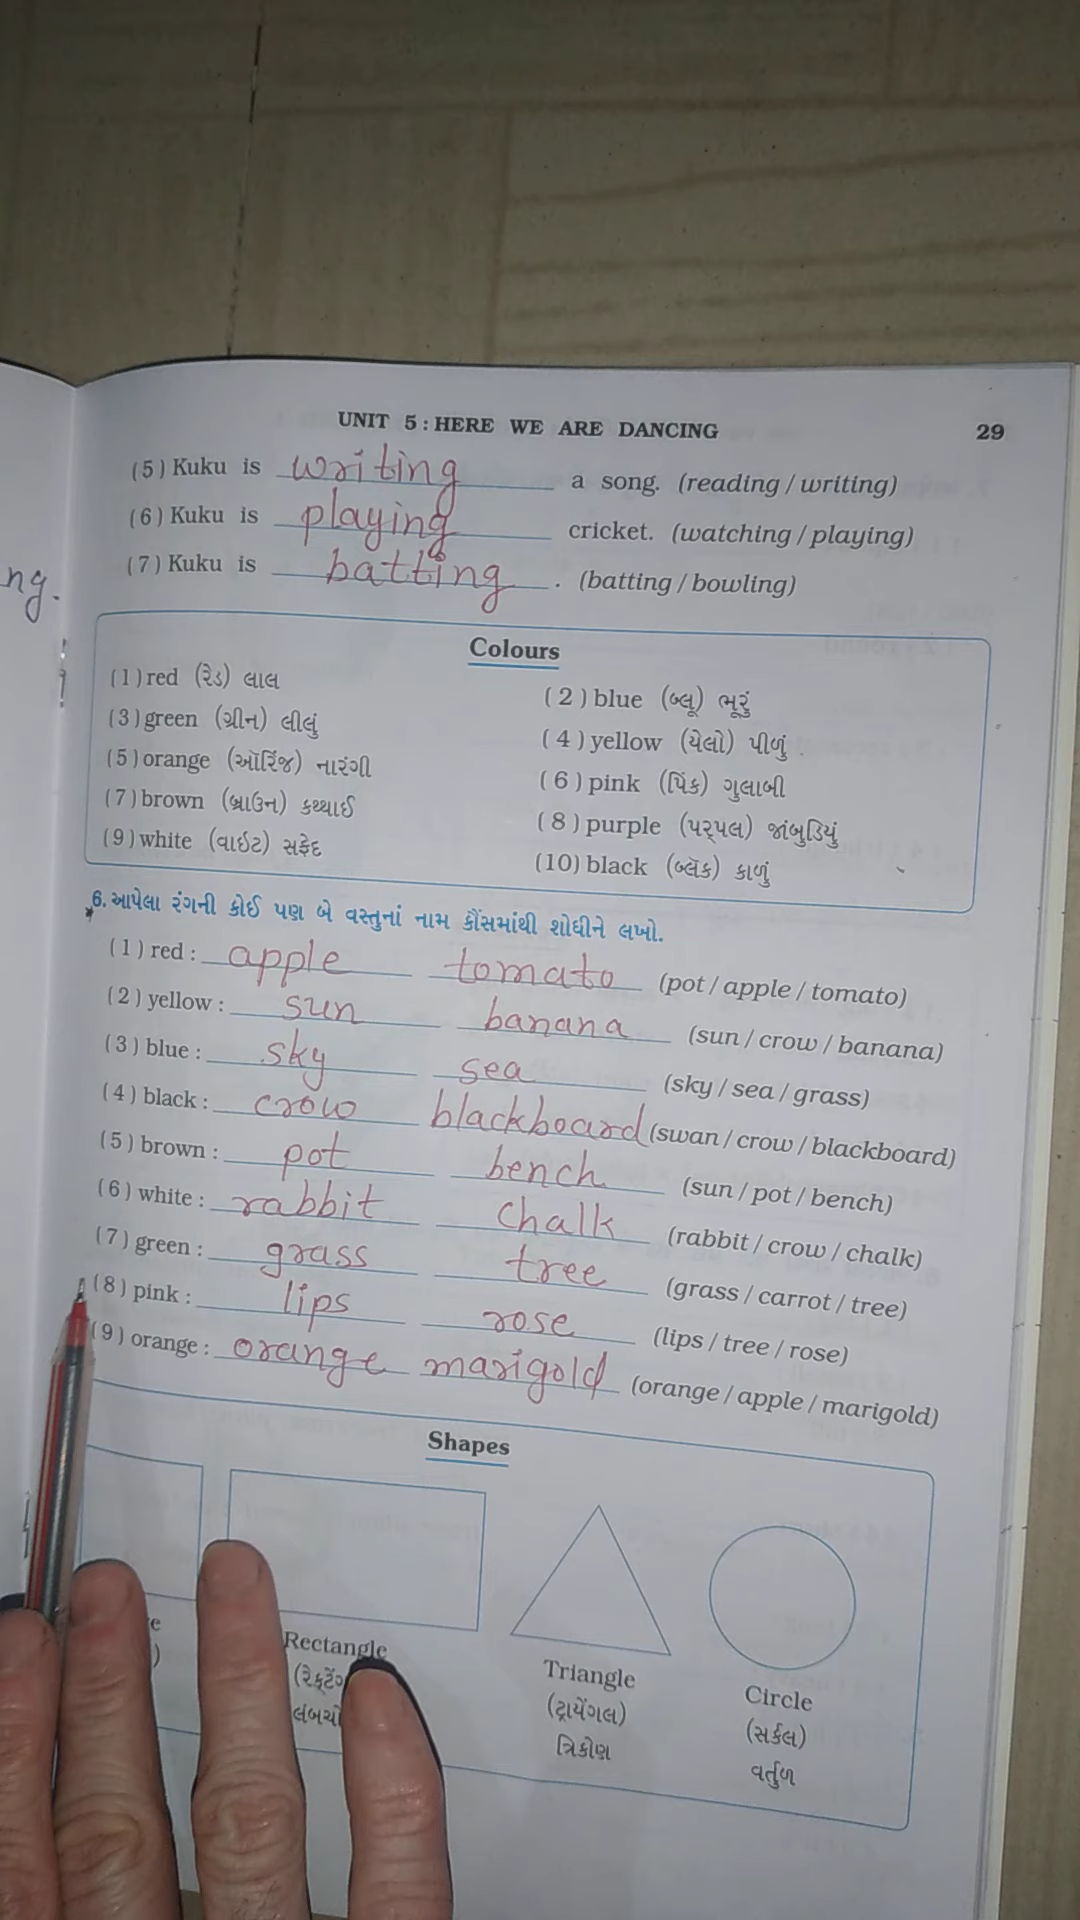 UNIT 5 : HERE WE ARE DANCING 29
(5) Kuku is writing a song. (reading / writing)
(6) Kuku is playing cricket. (watching / playing)
(7) Kuku is batting. (batting / bowling)
ng.
Colours
(1) red (રેડ) લાલ (2) blue (બ્લૂ) ભૂરું
(3) green (ગ્રીન) લીલું (4) yellow (યેલો) પીળું
(5) orange (ઑરિંજ) નારંગી (6) pink (પિંક) ગુલાબી
(7) brown (બ્રાઉન) કથ્થાઈ (8) purple (પર્પલ) જાંબુડિયું
(9) white (વાઇટ) સફેદ (10) black (બ્લૅક) કાળું
*6. આપેલા રંગની કોઈ પણ બે વસ્તુનાં નામ કૌંસમાંથી શોધીને લખો.
(1) red : apple tomato (pot / apple / tomato)
(2) yellow : sun banana (sun / crow / banana)
(3) blue : sky sea (sky / sea / grass)
(4) black : crow blackboard (swan / crow / blackboard)
(5) brown : pot bench (sun / pot / bench)
(6) white : rabbit chalk (rabbit / crow / chalk)
(7) green : grass tree (grass / carrot / tree)
(8) pink : lips rose (lips / tree / rose)
(9) orange : orange marigold (orange / apple / marigold)
Shapes
Rectangle Triangle Circle
(ટ્રાયેંગલ) (સર્કલ)
ત્રિકોણ વર્તુળ